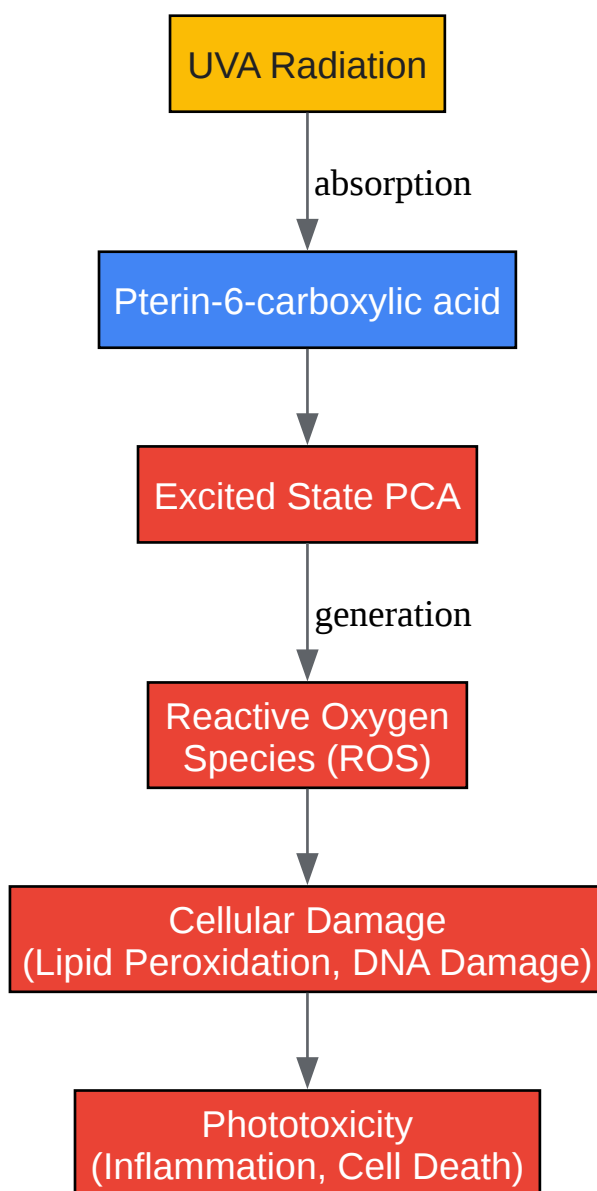 UVA Radiation
absorption
Pterin-6-carboxylic acid
Excited State PCA
generation
Reactive Oxygen
Species (ROS)
Cellular Damage
(Lipid Peroxidation, DNA Damage)
Phototoxicity
(Inflammation, Cell Death)